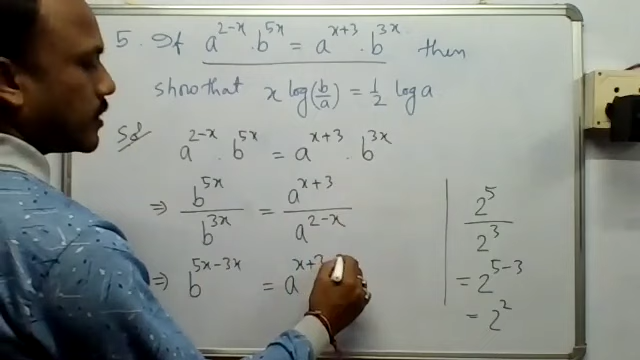 5. If a^{2-x} . b^{5x} = a^{x+3} . b^{3x} then
show that x log(b/a) = 1/2 log a
Sol
a^{2-x} . b^{5x} = a^{x+3} . b^{3x}
⇒ b^{5x} / b^{3x} = a^{x+3} / a^{2-x}
⇒ b^{5x-3x} = a^{x+3
2^5 / 2^3
= 2^{5-3}
= 2^2